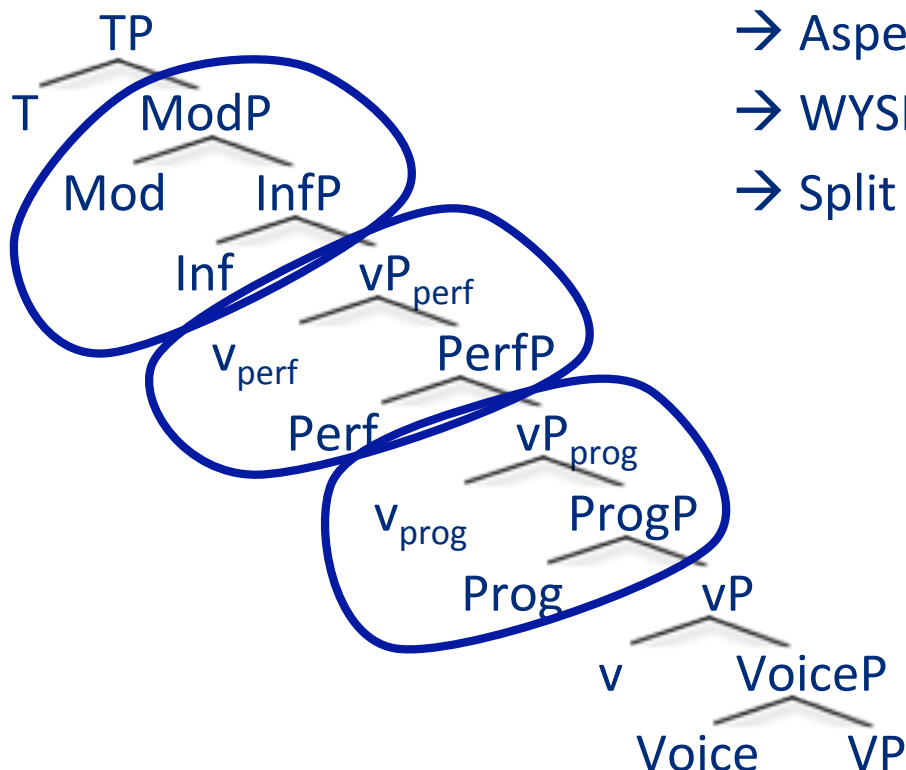 TP
→ Aspe
T ModP
→ WYSI
Mod InfP
→ Split
Inf vPperf
vperf PerfP
Perf vPprog
vprog ProgP
Prog vP
v VoiceP
Voice VP